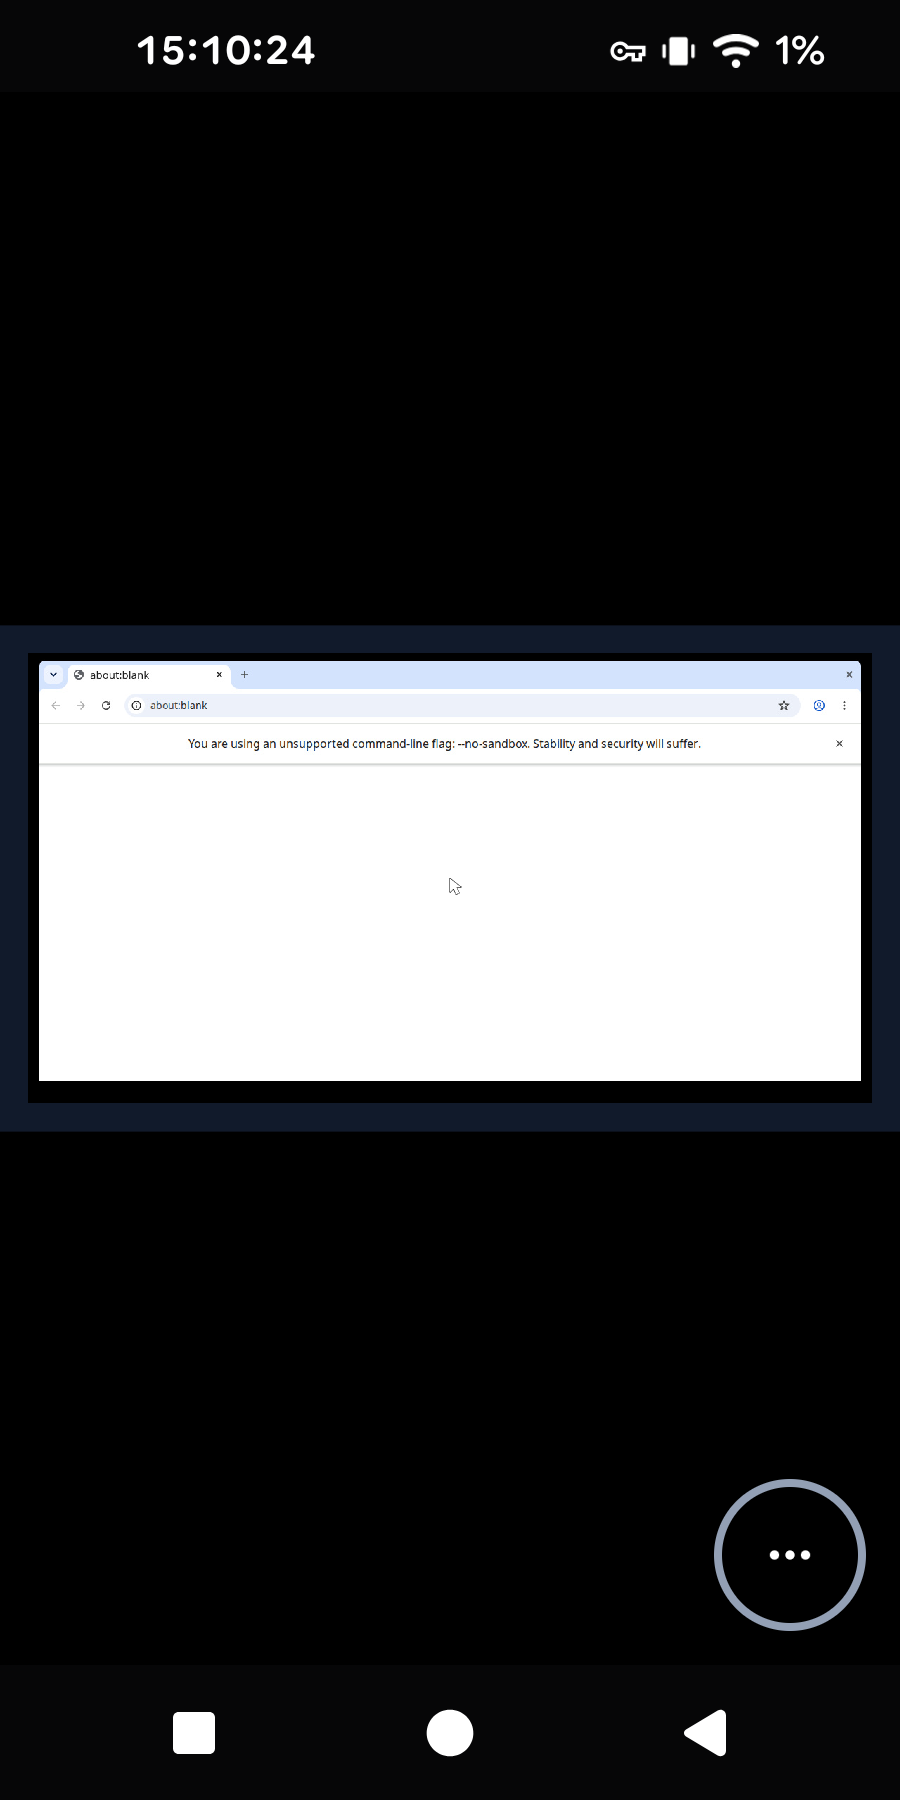 15:10:24 1%
about:blank
about:blank
You are using an unsupported command-line flag: --no-sandbox. Stability and security will suffer.